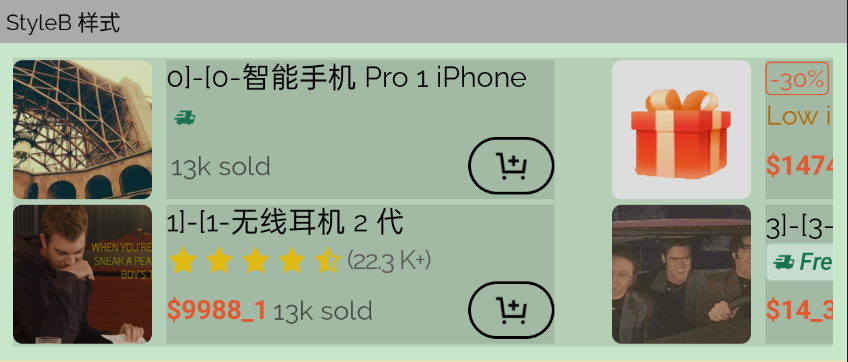 StyleB 样式
0]-[0-智能手机 Pro 1 iPhone
13k sold
1]-[1-无线耳机 2 代
(22.3 K+)
$9988_1 13k sold
WHEN YOU'RE
SNEAK A PEA
BOY'S T
-30%
Low i
$1474
3]-[3-
Fre
$14_3